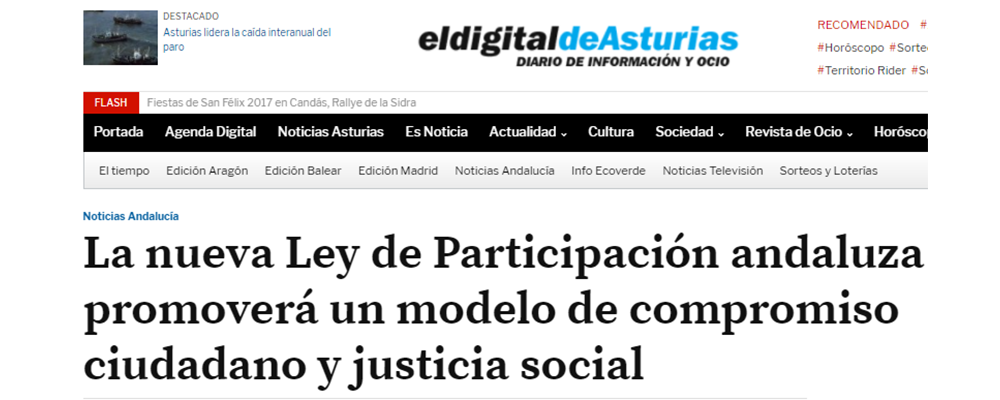 DESTACADO
Asturias lidera la caída interanual del
paro
eldigitaldeAsturias
DIARIO DE INFORMACIÓN Y OCIO
RECOMENDADO #
#Horóscopo #Sorte
#Territorio Rider #S
FLASH Fiestas de San Félix 2017 en Candás, Rallye de la Sidra
Portada Agenda Digital Noticias Asturias Es Noticia Actualidad Cultura Sociedad Revista de Ocio Horósco
El tiempo Edición Aragón Edición Balear Edición Madrid Noticias Andalucía Info Ecoverde Noticias Televisión Sorteos y Loterías
Noticias Andalucía
La nueva Ley de Participación andaluza
promoverá un modelo de compromiso
ciudadano y justicia social